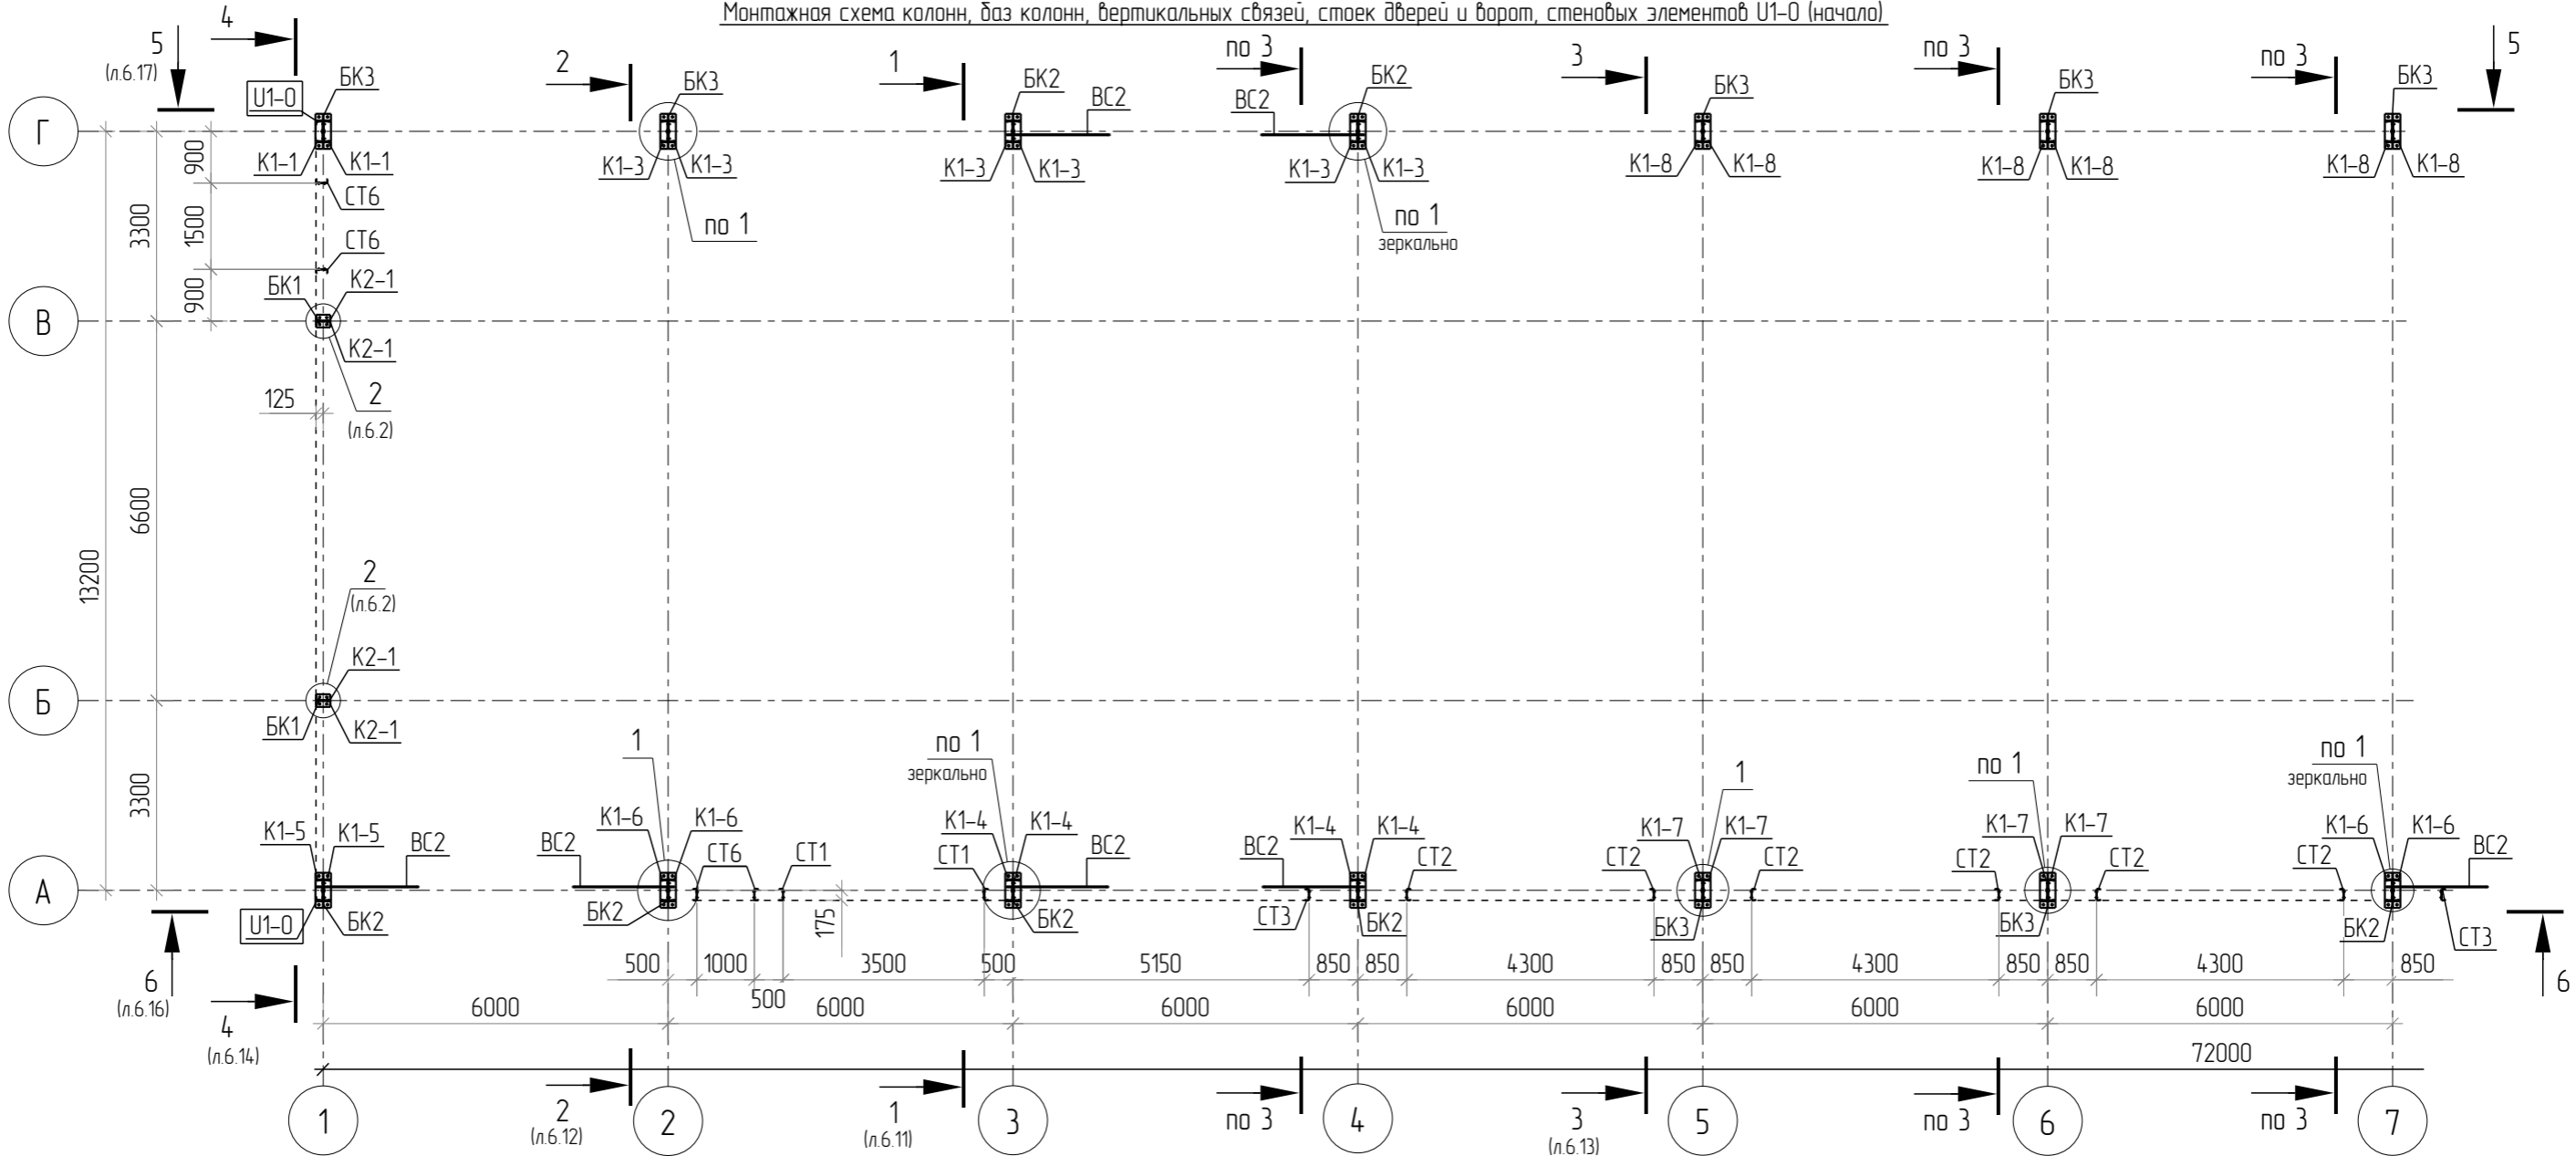 Монтажная схема колонн, баз колонн, вертикальных связей, стоек дверей и ворот, стеновых элементов U1-0 (начало)
5
(л.6.17)
4
2
1
по 3
3
по 3
по 3
5
U1-0
БК3
БК3
БК2
ВС2
ВС2
БК2
БК3
БК3
БК3
Г
К1-1
К1-1
К1-3
К1-3
К1-3
К1-3
К1-3
К1-3
К1-8
К1-8
К1-8
К1-8
К1-8
К1-8
900
СТ6
по 1
по 1
зеркально
3300
1500
СТ6
900
БК1
К2-1
В
К2-1
125
2
(л.6.2)
6600
13200
2
(л.6.2)
К2-1
Б
БК1
К2-1
3300
1
по 1
зеркально
1
по 1
по 1
зеркально
К1-5
К1-5
ВС2
ВС2
К1-6
К1-6
СТ6
СТ1
СТ1
К1-4
К1-4
ВС2
ВС2
К1-4
К1-4
СТ2
СТ2
К1-7
К1-7
СТ2
СТ2
К1-7
К1-7
СТ2
СТ2
К1-6
К1-6
ВС2
А
U1-0
БК2
БК2
175
БК2
СТ3
БК2
БК3
БК3
БК2
СТ3
500
1000
500
3500
500
5150
850
850
4300
850
850
4300
850
850
4300
850
6
(л.6.16)
6000
6000
6000
6000
6000
6000
6
4
(л.6.14)
72000
2
(л.6.12)
1
(л.6.11)
по 3
3
(л.6.13)
по 3
по 3
1
2
3
4
5
6
7